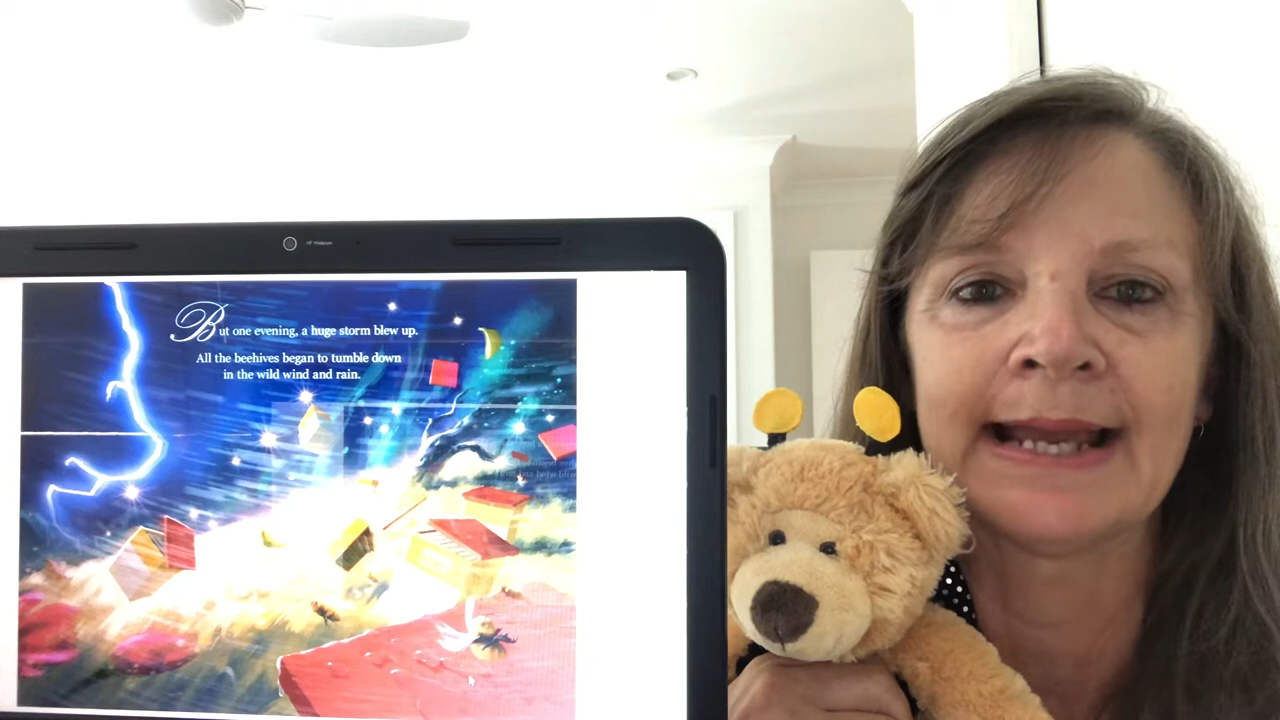 But one evening, a huge storm blew up.
All the beehives began to tumble down
in the wild wind and rain.